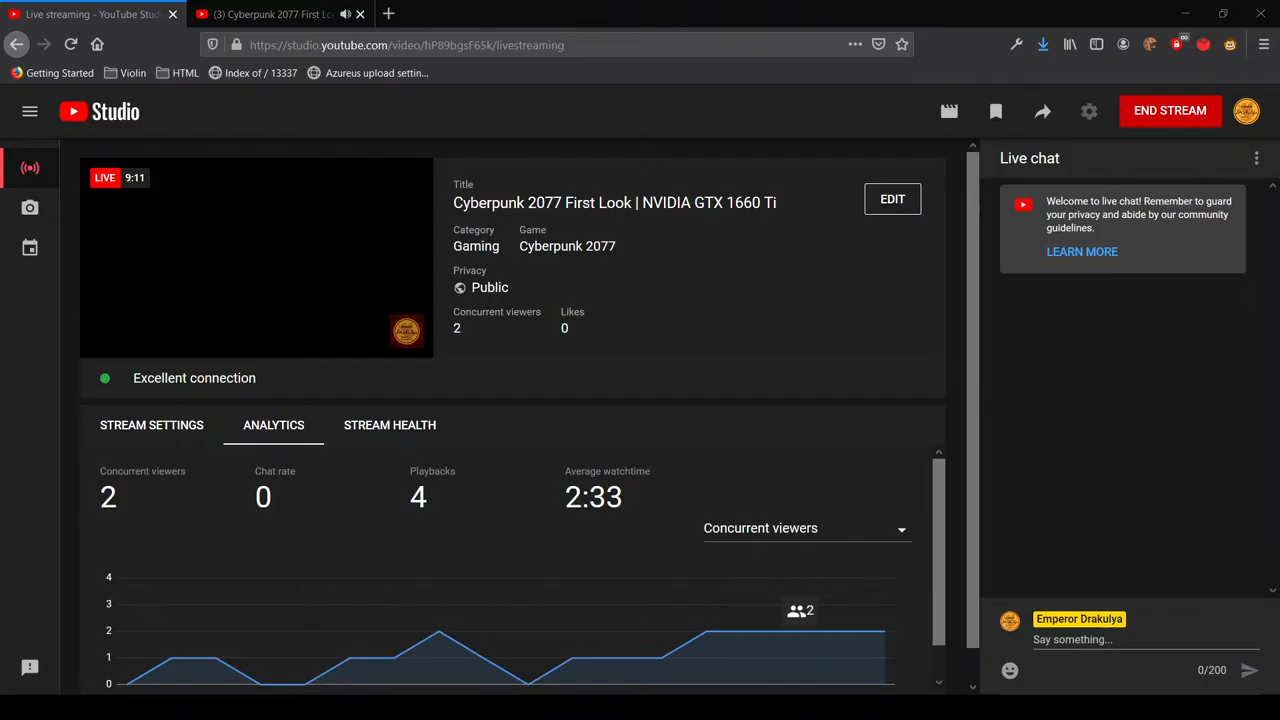 Live streaming - YouTube Stud
(3) Cyberpunk 2077 First Lo
https://studio.youtube.com/video/hP89bgsF65k/livestreaming
Getting Started
Violin
HTML
Index of / 13337
Azureus upload settin...
Studio
END STREAM
LIVE 9:11
Title
Cyberpunk 2077 First Look | NVIDIA GTX 1660 Ti
EDIT
Category
Game
Gaming
Cyberpunk 2077
Privacy
Public
Concurrent viewers
Likes
2
0
Excellent connection
STREAM SETTINGS
ANALYTICS
STREAM HEALTH
Concurrent viewers
Chat rate
Playbacks
Average watchtime
2
0
4
2:33
Concurrent viewers
4
3
2
1
0
2
Live chat
Welcome to live chat! Remember to guard
your privacy and abide by our community
guidelines.
LEARN MORE
Emperor Drakulya
Say something...
0/200